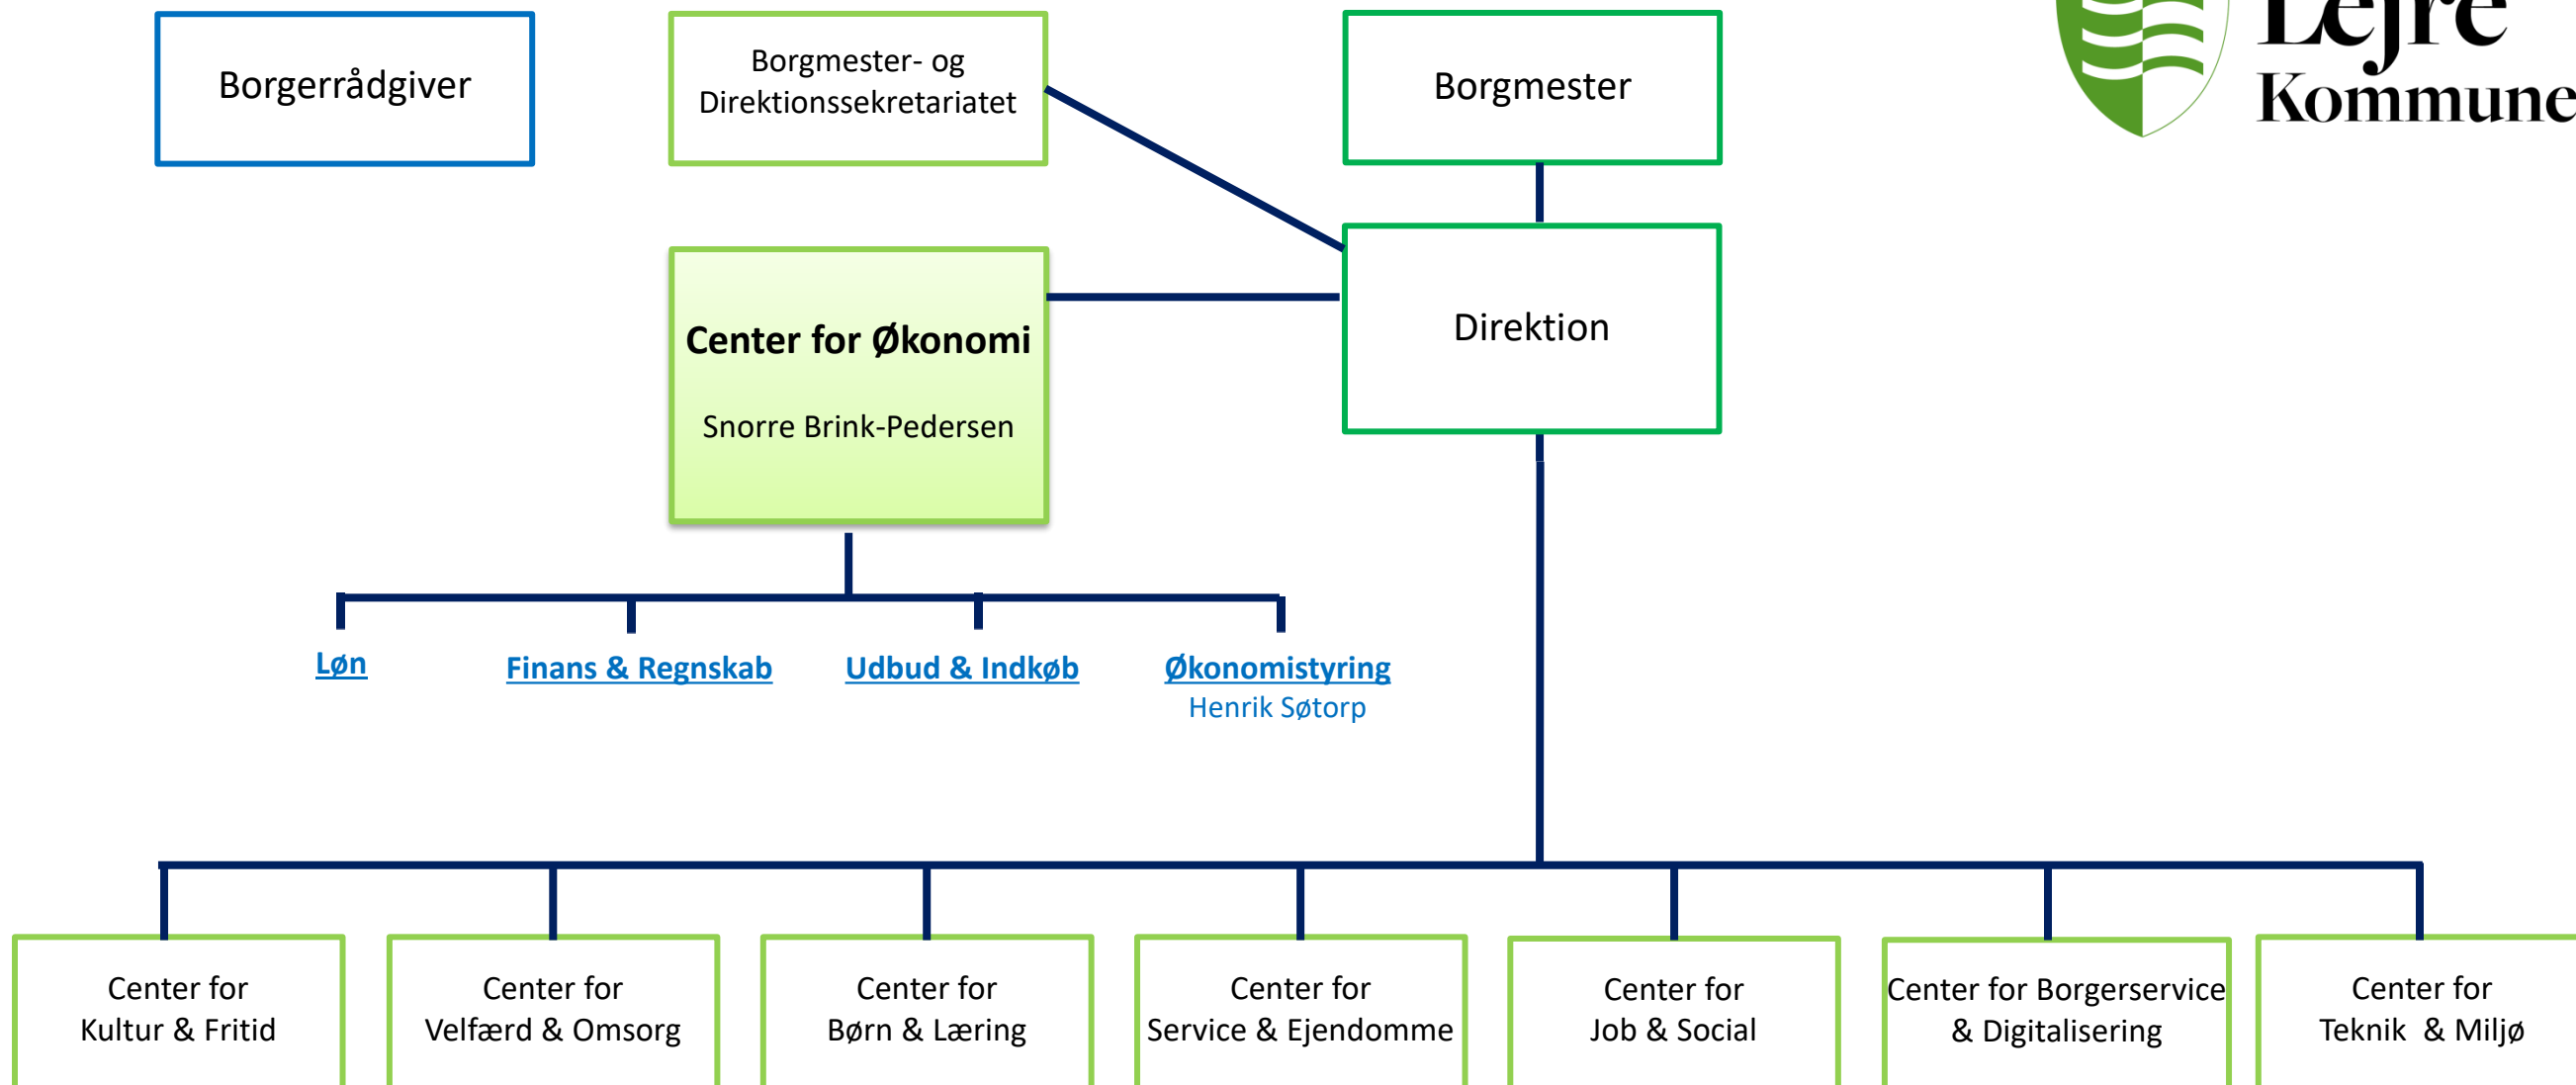 Lejre
Kommune
Borgerrådgiver
Borgmester- og
Direktionssekretariatet
Borgmester
Center for Økonomi
Snorre Brink-Pedersen
Direktion
Løn
Finans & Regnskab
Udbud & Indkøb
Økonomistyring
Henrik Søtorp
Center for
Kultur & Fritid
Center for
Velfærd & Omsorg
Center for
Børn & Læring
Center for
Service & Ejendomme
Center for
Job & Social
Center for Borgerservice
& Digitalisering
Center for
Teknik  & Miljø